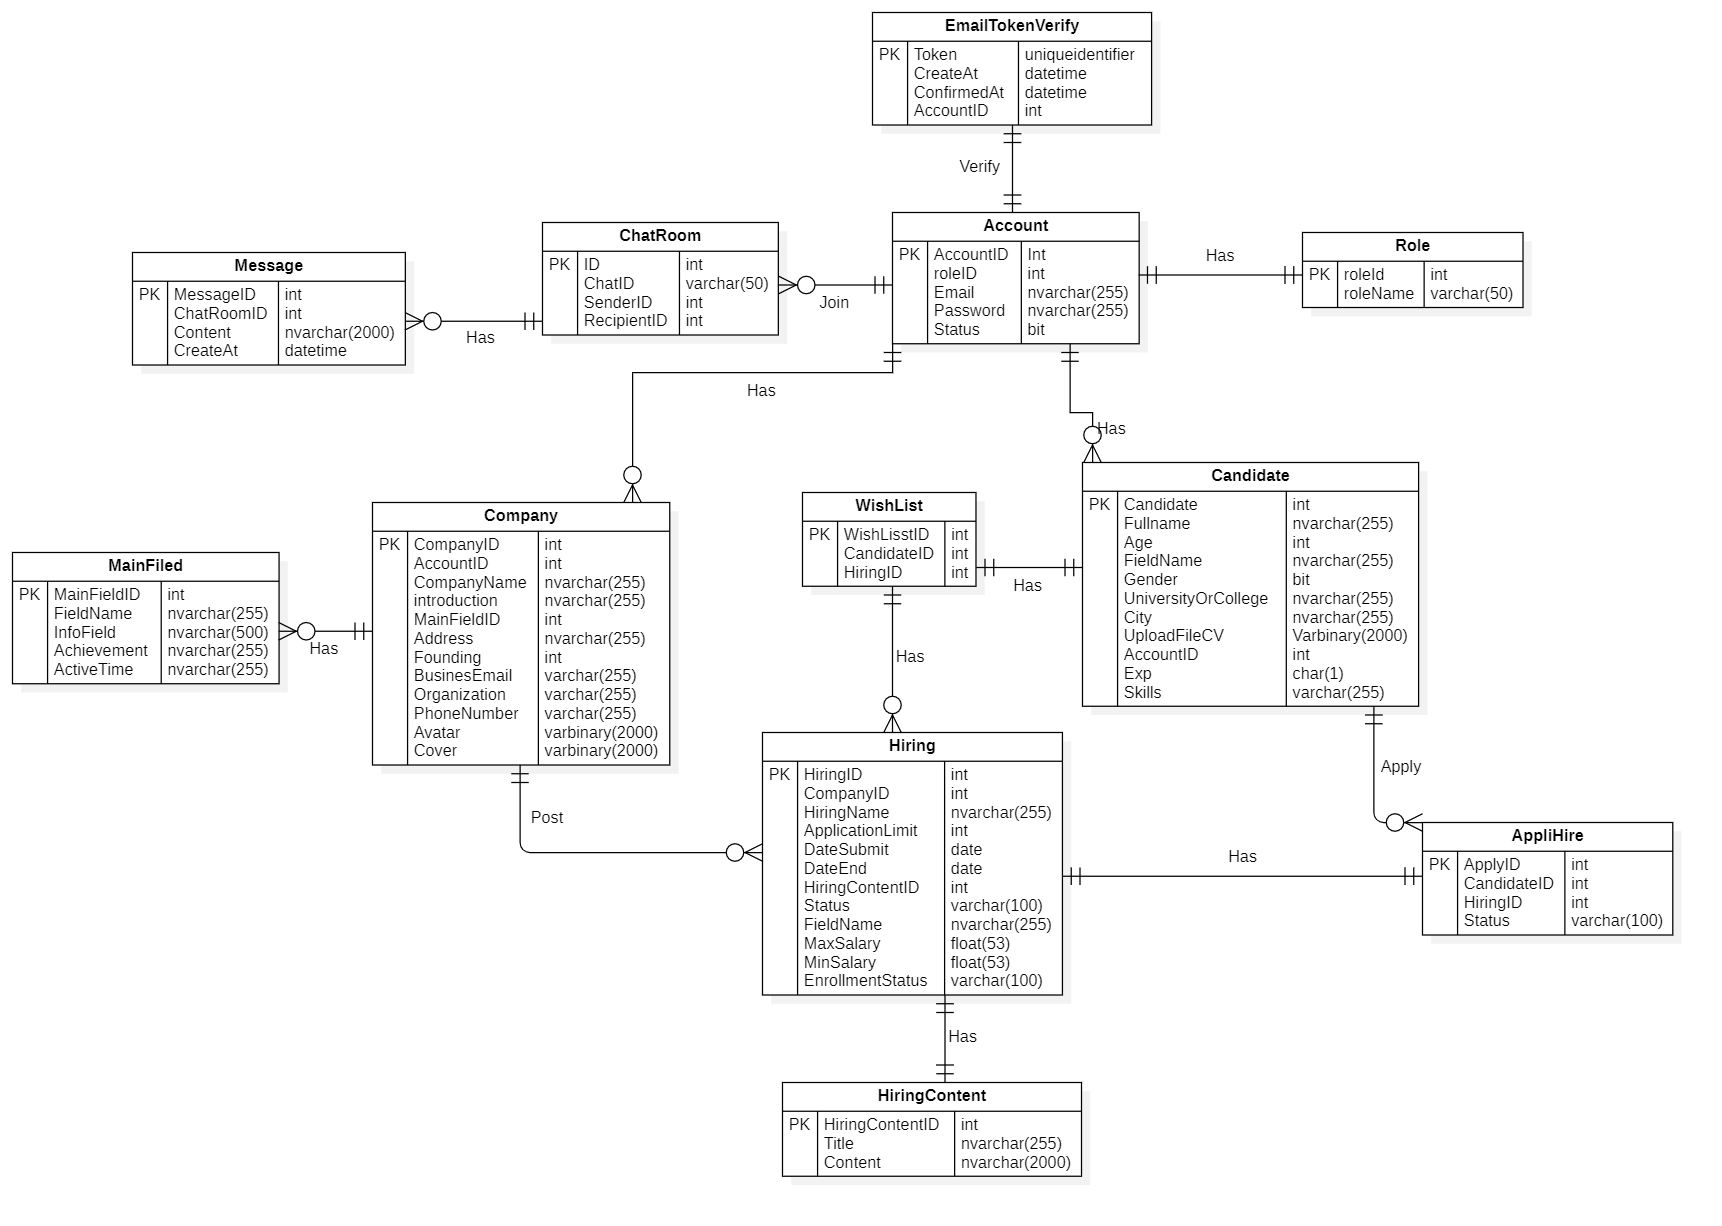 EmailTokenVerify
PK Token uniqueidentifier
CreateAt datetime
ConfirmedAt datetime
AccountID int
Verify
Account
PK AccountID Int
roleID int
Email nvarchar(255)
Password nvarchar(255)
Status bit
Has
Role
PK roleId int
roleName varchar(50)
ChatRoom
PK ID int
ChatID varchar(50)
SenderID int
RecipientID int
Join
Message
PK MessageID int
ChatRoomID int
Content nvarchar(2000)
CreateAt datetime
Has
Has
Has
Candidate
PK Candidate int
Fullname nvarchar(255)
Age int
FieldName nvarchar(255)
Gender bit
UniversityOrCollege nvarchar(255)
City nvarchar(255)
UploadFileCV Varbinary(2000)
AccountID int
Exp char(1)
Skills varchar(255)
WishList
PK WishLisstID int
CandidateID int
HiringID int
Has
Company
PK CompanyID int
AccountID int
CompanyName nvarchar(255)
introduction nvarchar(255)
MainFieldID int
Address nvarchar(255)
Founding int
BusinesEmail varchar(255)
Organization varchar(255)
PhoneNumber varchar(255)
Avatar varbinary(2000)
Cover varbinary(2000)
MainFiled
PK MainFieldID int
FieldName nvarchar(255)
InfoField nvarchar(500)
Achievement nvarchar(255)
ActiveTime nvarchar(255)
Has
Has
Post
Hiring
PK HiringID int
CompanyID int
HiringName nvarchar(255)
ApplicationLimit int
DateSubmit date
DateEnd date
HiringContentID int
Status varchar(100)
FieldName nvarchar(255)
MaxSalary float(53)
MinSalary float(53)
EnrollmentStatus varchar(100)
Apply
Has
AppliHire
PK ApplyID int
CandidateID int
HiringID int
Status varchar(100)
Has
HiringContent
PK HiringContentID int
Title nvarchar(255)
Content nvarchar(2000)